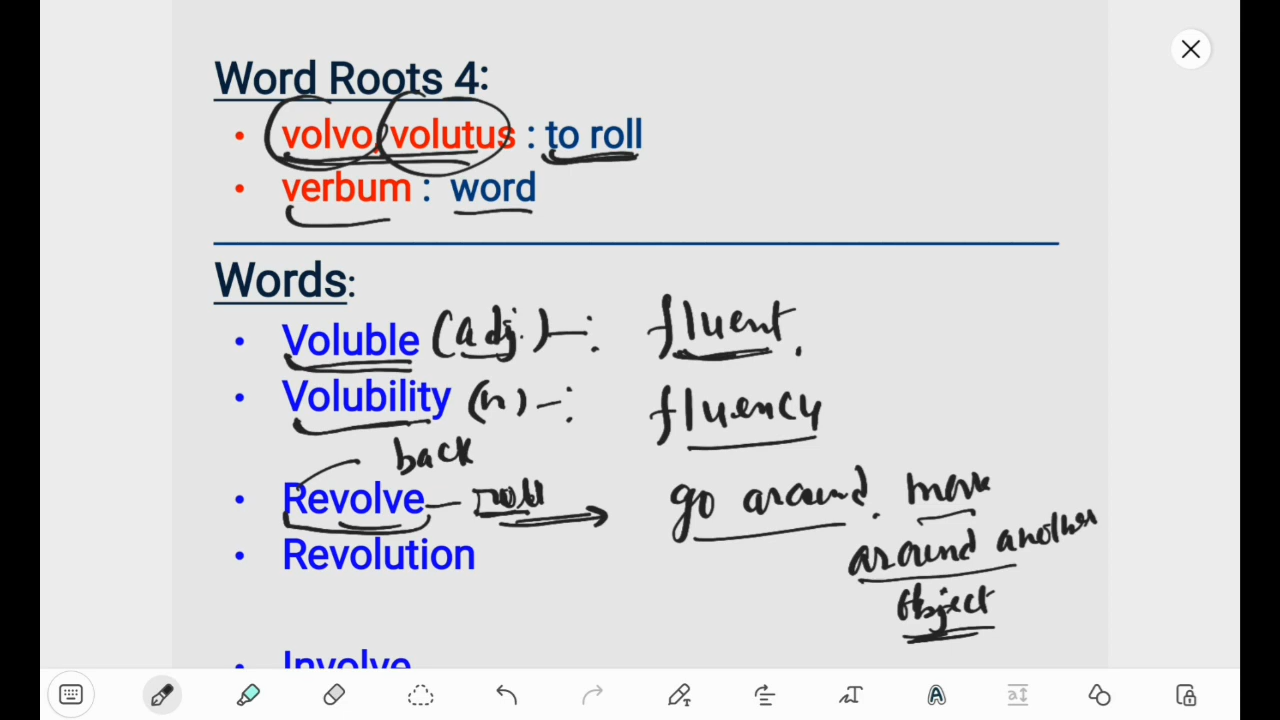 Word Roots 4:
• volvo, volutus : to roll
• verbum : word
Words:
• Voluble (adj.) – : fluent.
• Volubility (n) – : fluency
back
• Revolve – roll → go around. move
around another
object
• Revolution
• Involve